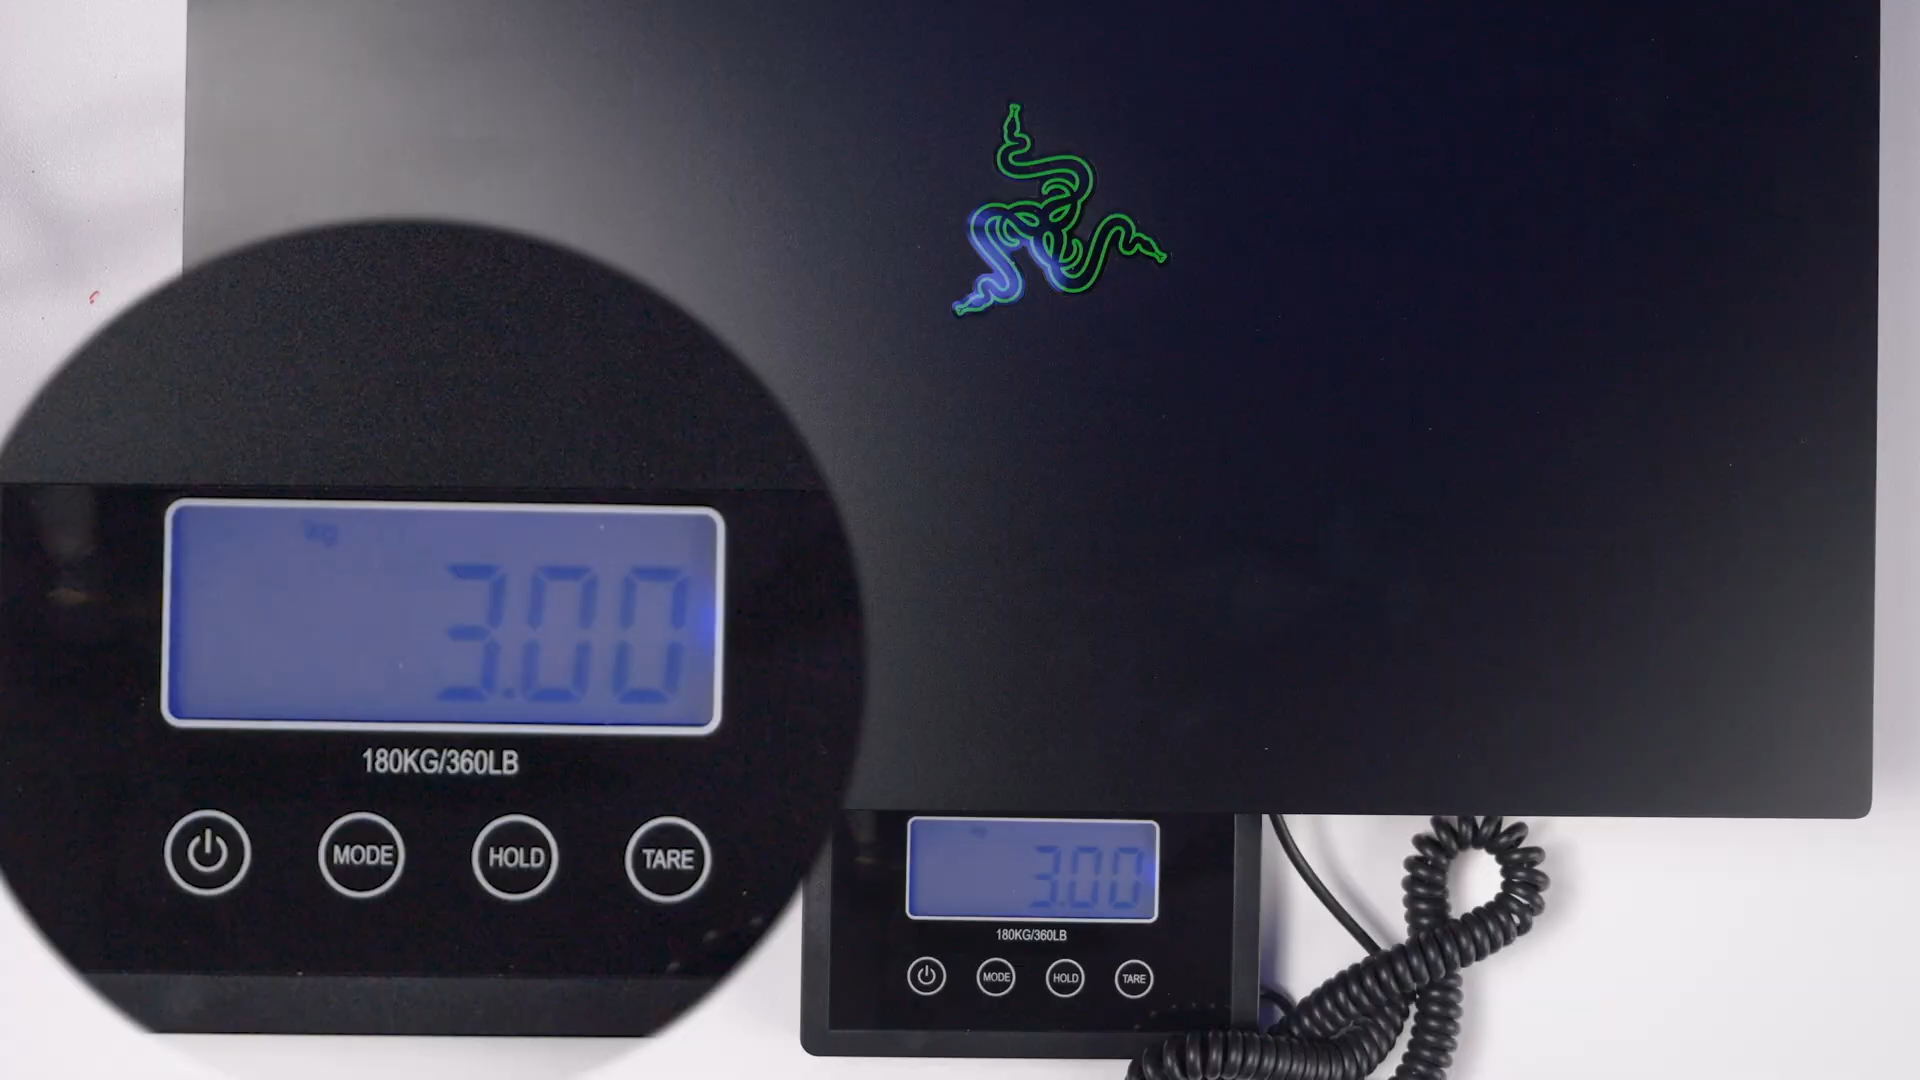 kg
3.00
180KG/360LB
MODE HOLD TARE
3.00
180KG/360LB
MODE HOLD TARE